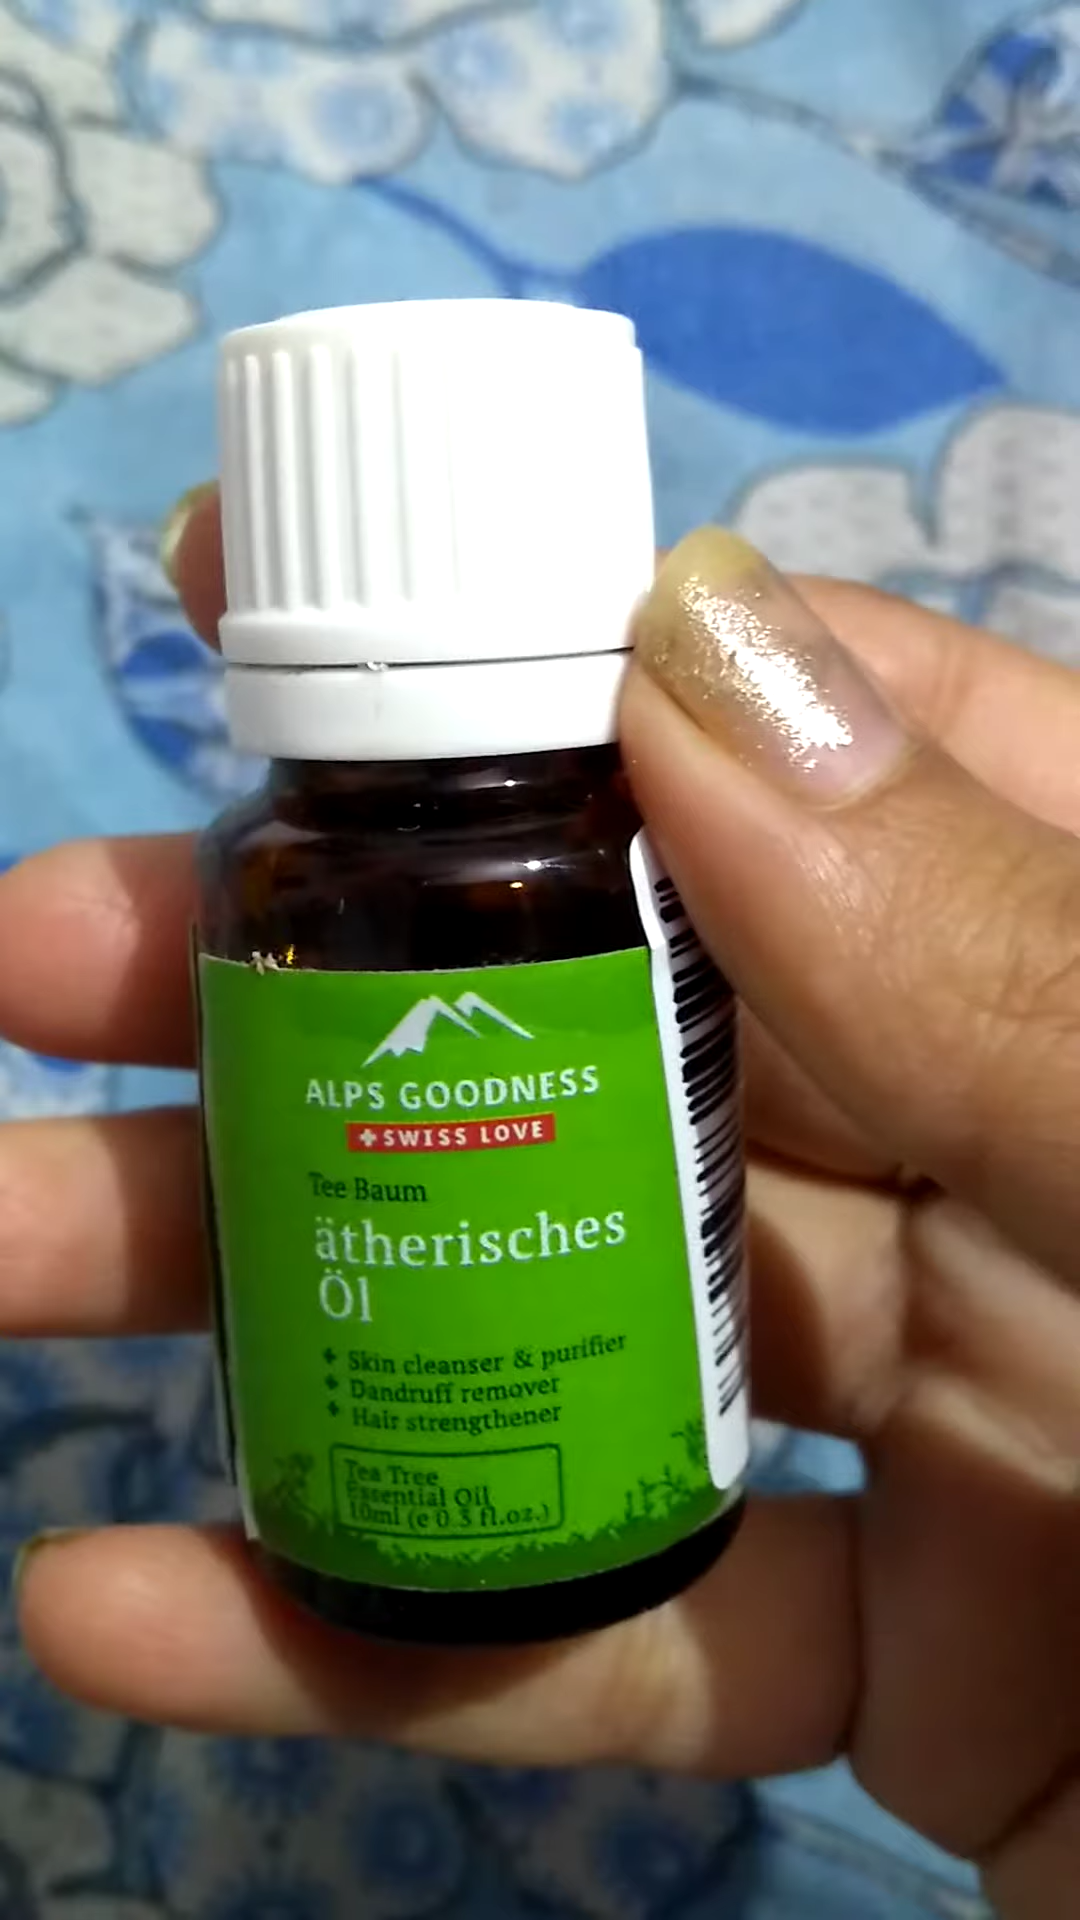 ALPS GOODNESS
SWISS LOVE
Tee Baum
ätherisches
Öl
Skin cleanser & purifier
Dandruff remover
Hair strengthener
Tea Tree
Essential Oil
10ml (e 0.3 fl.oz.)